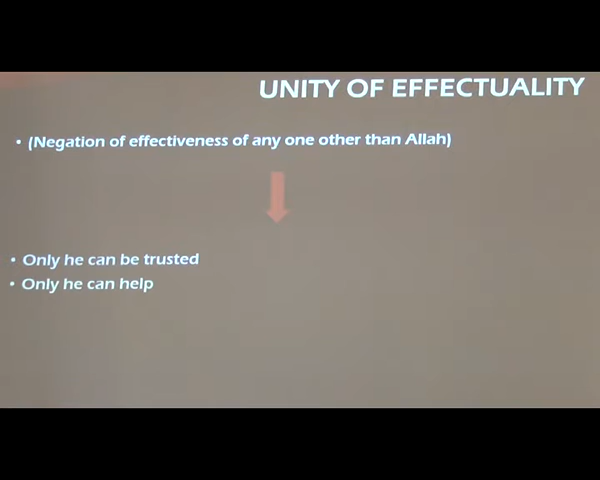 UNITY OF EFFECTUALITY
• (Negation of effectiveness of any one other than Allah)
• Only he can be trusted
• Only he can help